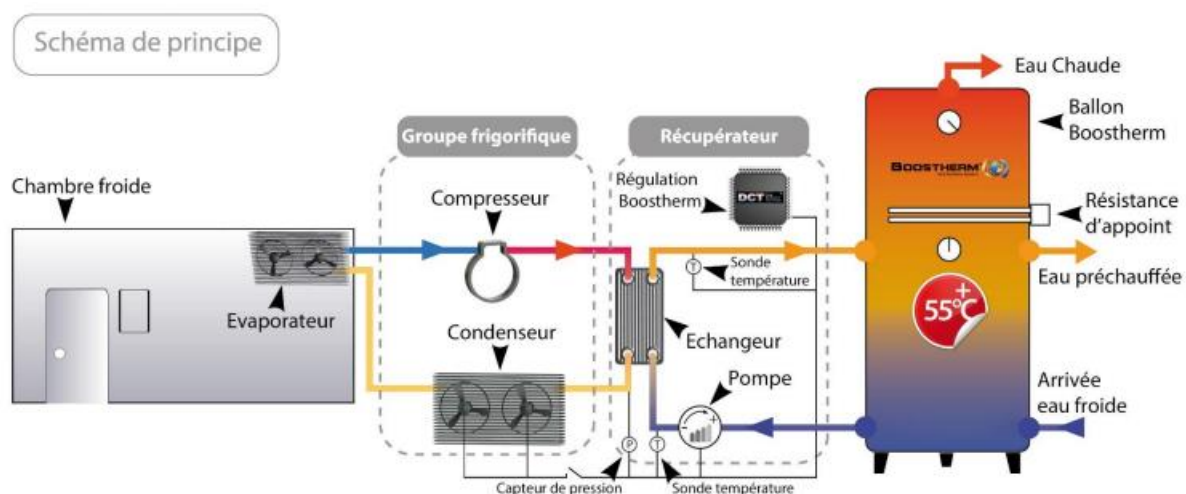 Schéma de principe
Eau Chaude
Ballon
Boostherm
Groupe frigorifique
Récupérateur
Chambre froide
Compresseur
Régulation
Boostherm
DCT
BOOSTHERM
Résistance
d'appoint
T
Sonde
température
Eau préchauffée
Evaporateur
+
55°C
Condenseur
Echangeur
Pompe
- +
Arrivée
eau froide
P
T
Capteur de pression
Sonde température